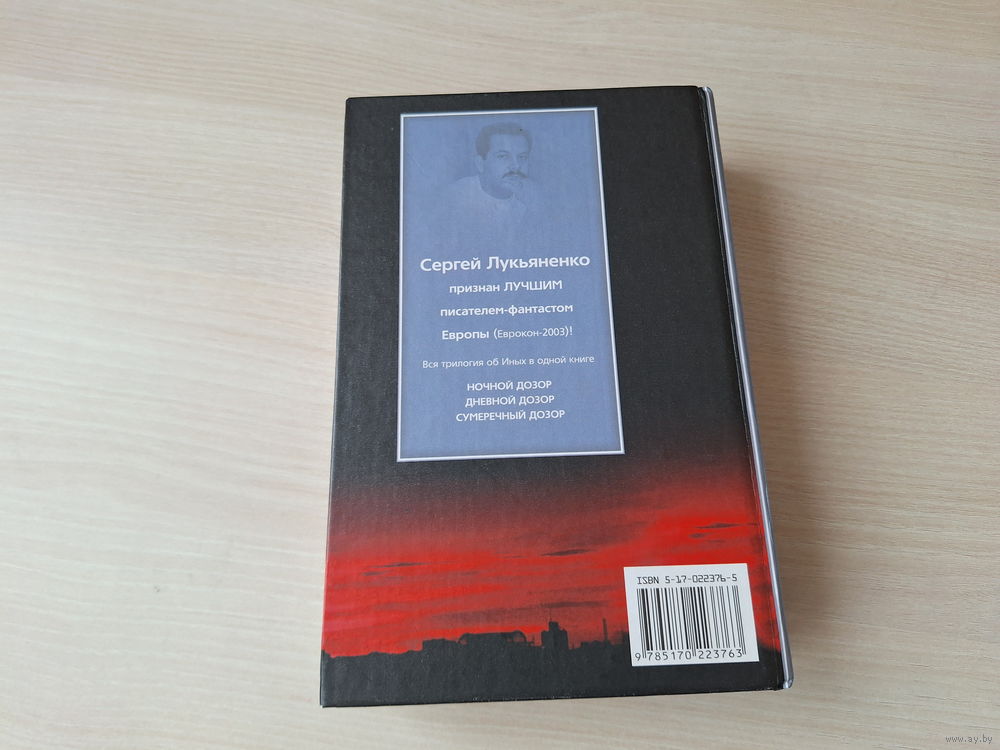 Сергей Лукьяненко
признан ЛУЧШИМ
писателем-фантастом
Европы (Еврокон-2003)!
Вся трилогия об Иных в одной книге
НОЧНОЙ ДОЗОР
ДНЕВНОЙ ДОЗОР
СУМЕРЕЧНЫЙ ДОЗОР
ISBN 5-17-022376-5
9 785170 223763
www.ay.by